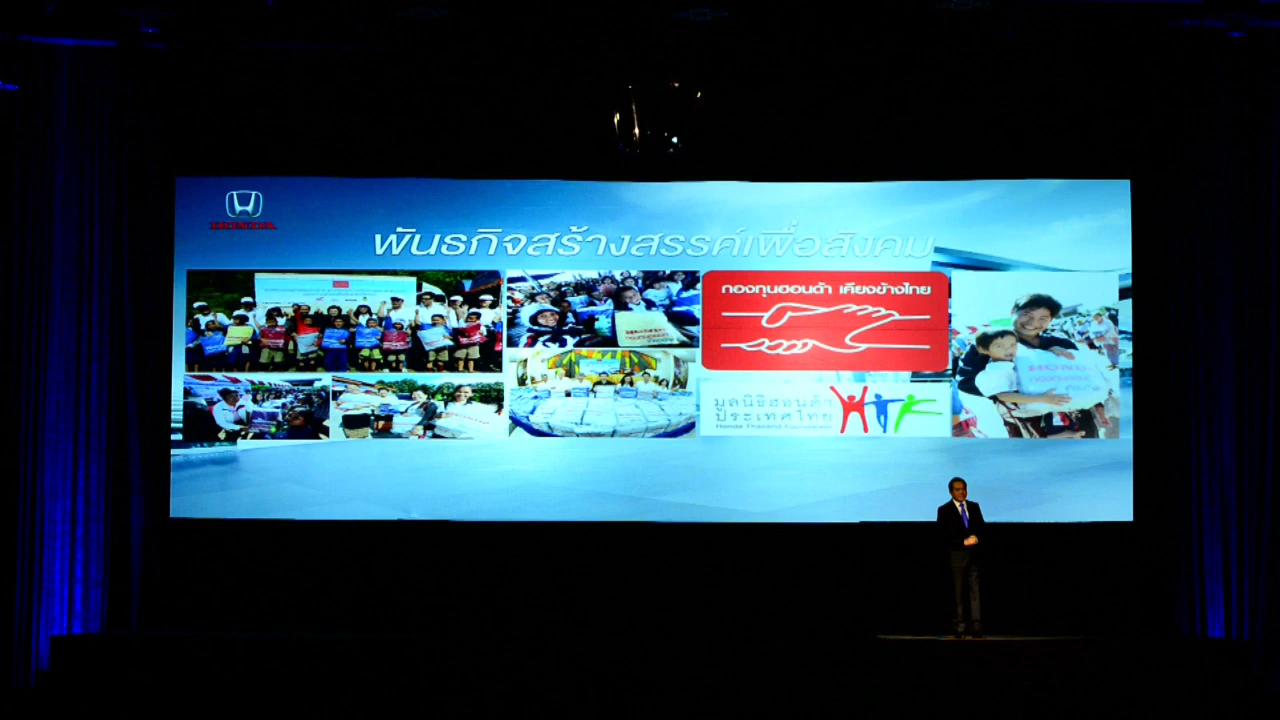 HONDA
พันธกิจสร้างสรรค์เพื่อสังคม
กองทุนฮอนด้า เคียงข้างไทย
มูลนิธิฮอนด้า
ประเทศไทย
Honda Thailand Foundation